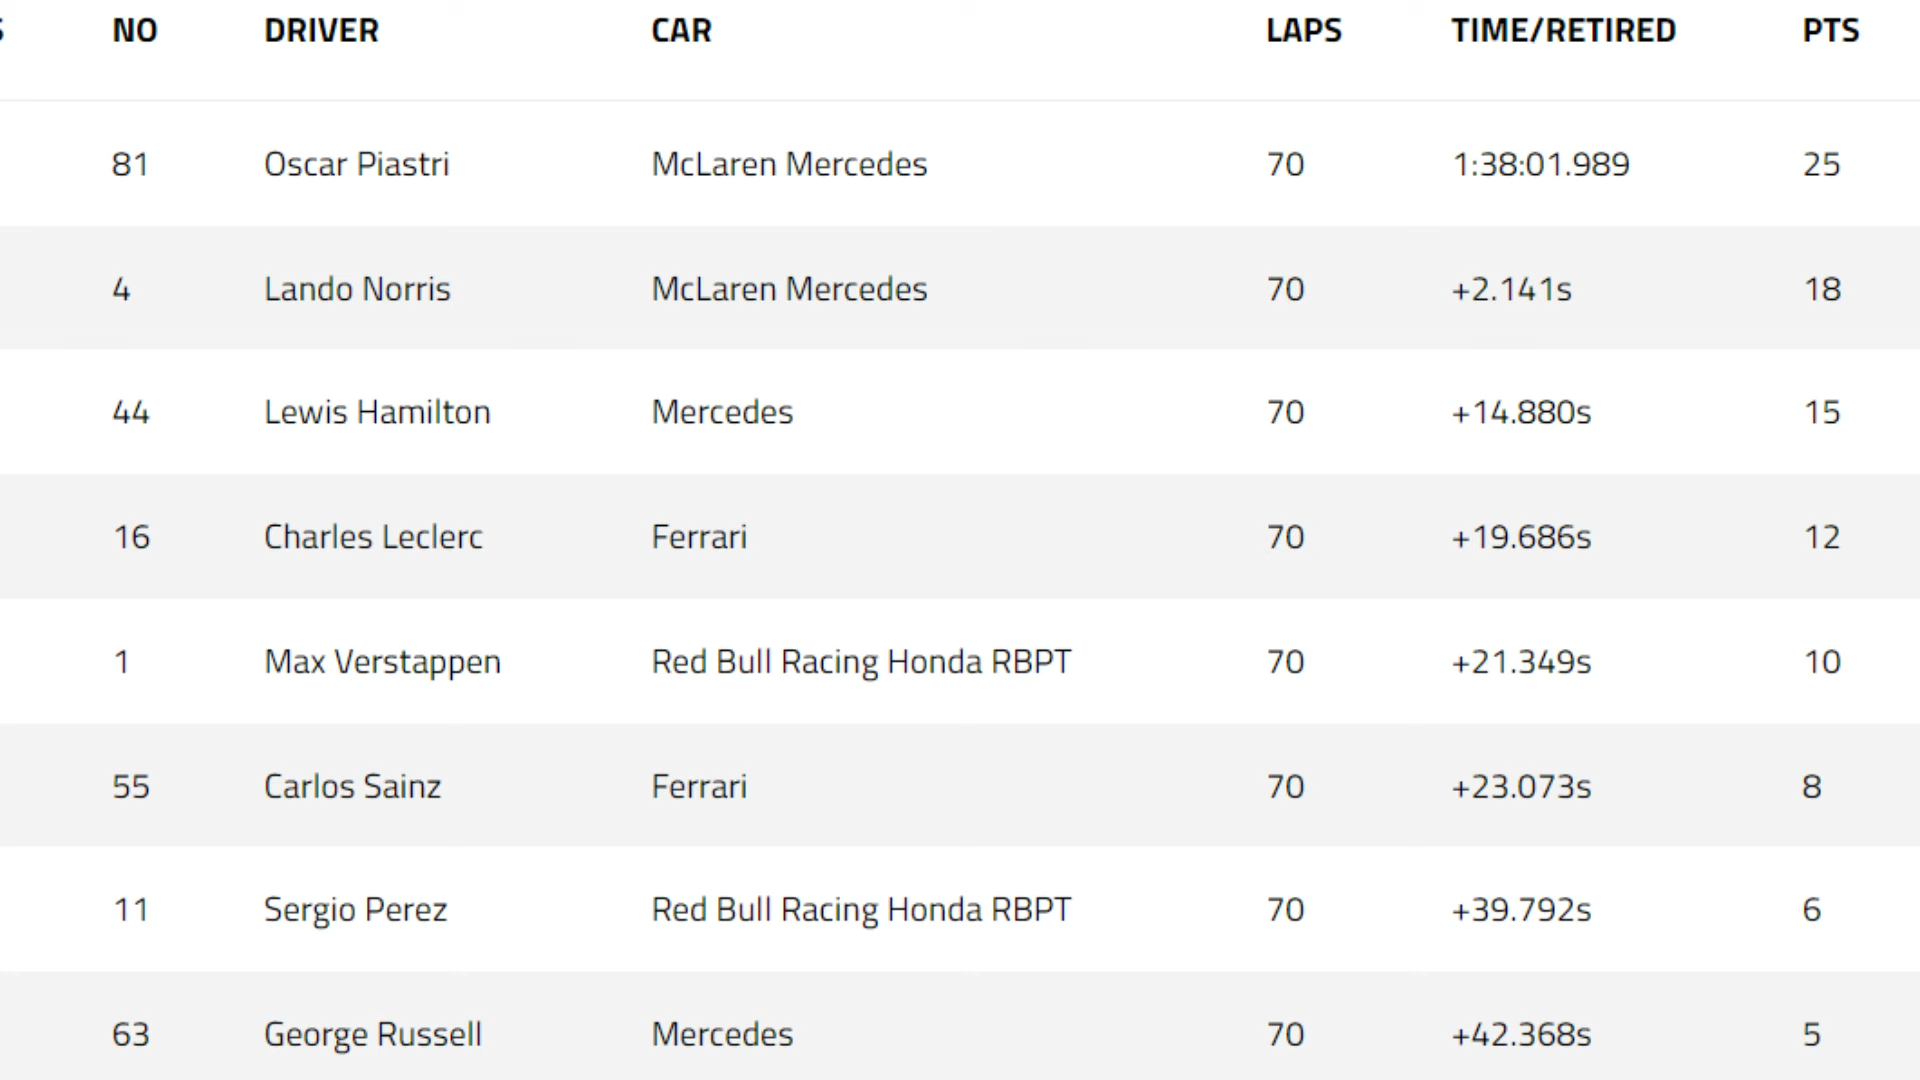 NO DRIVER CAR LAPS TIME/RETIRED PTS
81 Oscar Piastri McLaren Mercedes 70 1:38:01.989 25
4 Lando Norris McLaren Mercedes 70 +2.141s 18
44 Lewis Hamilton Mercedes 70 +14.880s 15
16 Charles Leclerc Ferrari 70 +19.686s 12
1 Max Verstappen Red Bull Racing Honda RBPT 70 +21.349s 10
55 Carlos Sainz Ferrari 70 +23.073s 8
11 Sergio Perez Red Bull Racing Honda RBPT 70 +39.792s 6
63 George Russell Mercedes 70 +42.368s 5